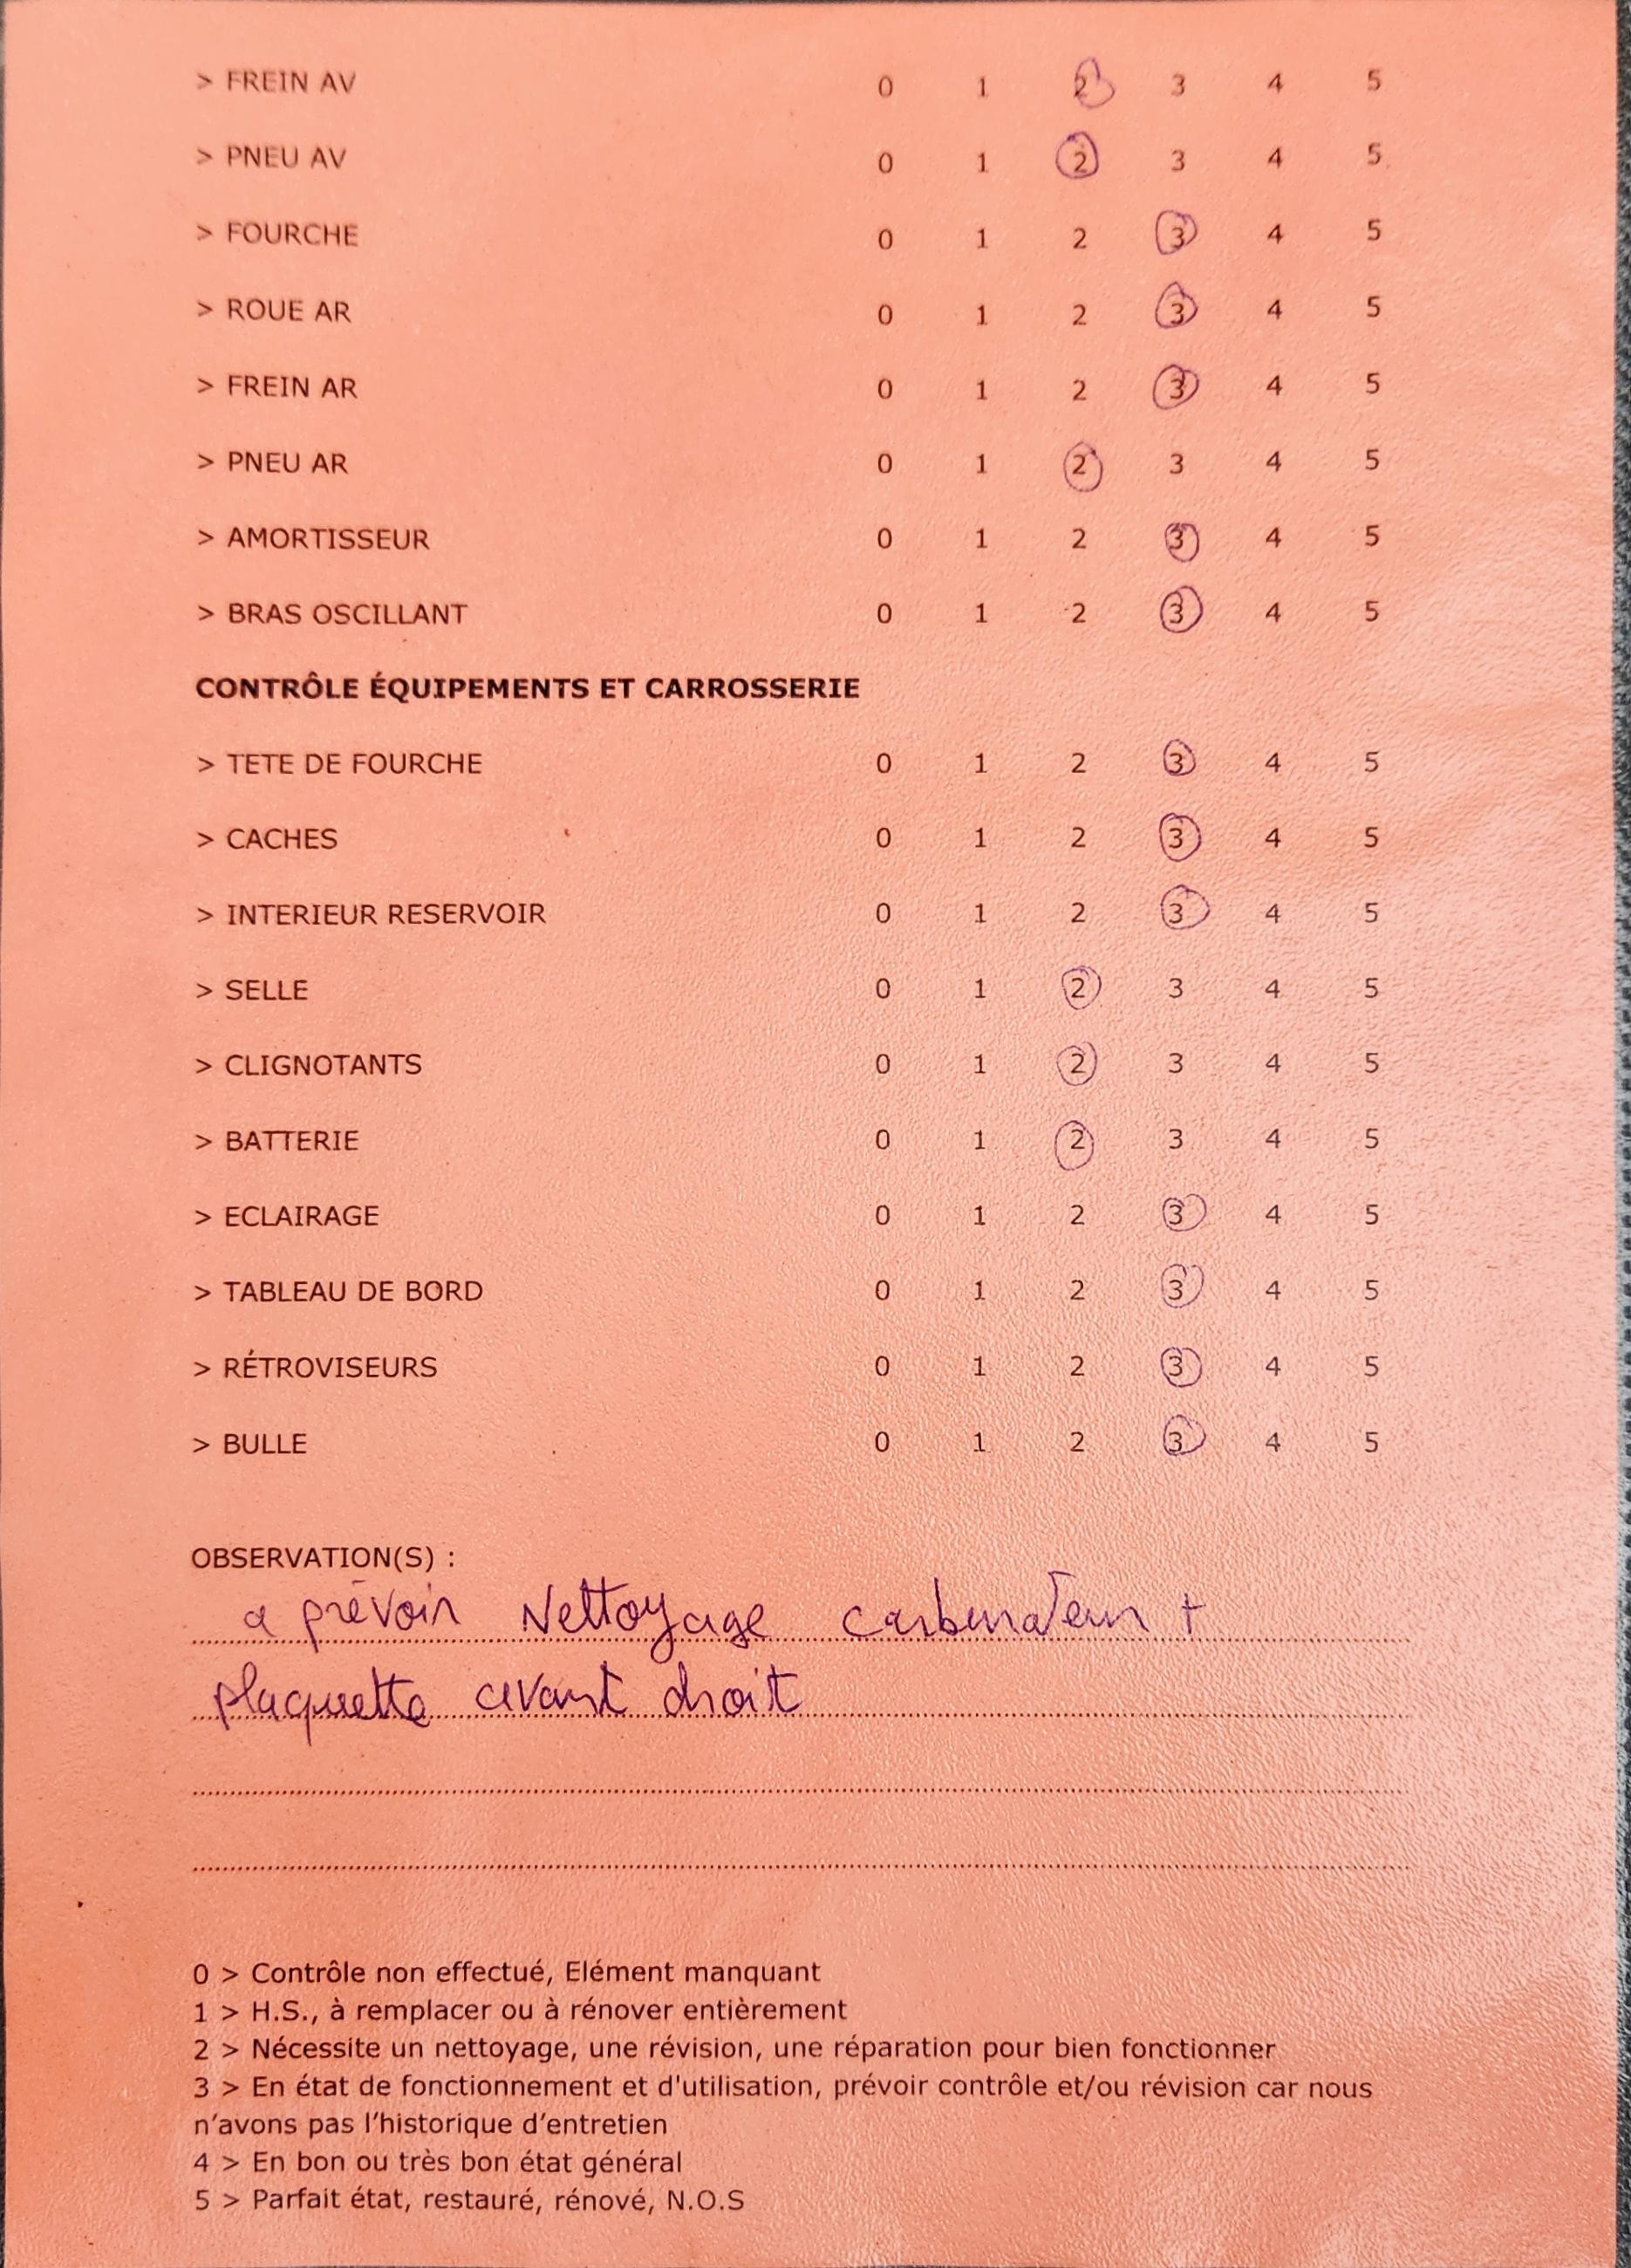 > FREIN AV 0 1 2 3 4 5
> PNEU AV 0 1 2 3 4 5
> FOURCHE 0 1 2 3 4 5
> ROUE AR 0 1 2 3 4 5
> FREIN AR 0 1 2 3 4 5
> PNEU AR 0 1 2 3 4 5
> AMORTISSEUR 0 1 2 3 4 5
> BRAS OSCILLANT 0 1 2 3 4 5
CONTRÔLE ÉQUIPEMENTS ET CARROSSERIE
> TETE DE FOURCHE 0 1 2 3 4 5
> CACHES 0 1 2 3 4 5
> INTERIEUR RESERVOIR 0 1 2 3 4 5
> SELLE 0 1 2 3 4 5
> CLIGNOTANTS 0 1 2 3 4 5
> BATTERIE 0 1 2 3 4 5
> ECLAIRAGE 0 1 2 3 4 5
> TABLEAU DE BORD 0 1 2 3 4 5
> RÉTROVISEURS 0 1 2 3 4 5
> BULLE 0 1 2 3 4 5
OBSERVATION(S) :
a prévoir Nettoyage carburateur +
plaquette avant droit
0 > Contrôle non effectué, Elément manquant
1 > H.S., à remplacer ou à rénover entièrement
2 > Nécessite un nettoyage, une révision, une réparation pour bien fonctionner
3 > En état de fonctionnement et d'utilisation, prévoir contrôle et/ou révision car nous
n'avons pas l'historique d'entretien
4 > En bon ou très bon état général
5 > Parfait état, restauré, rénové, N.O.S